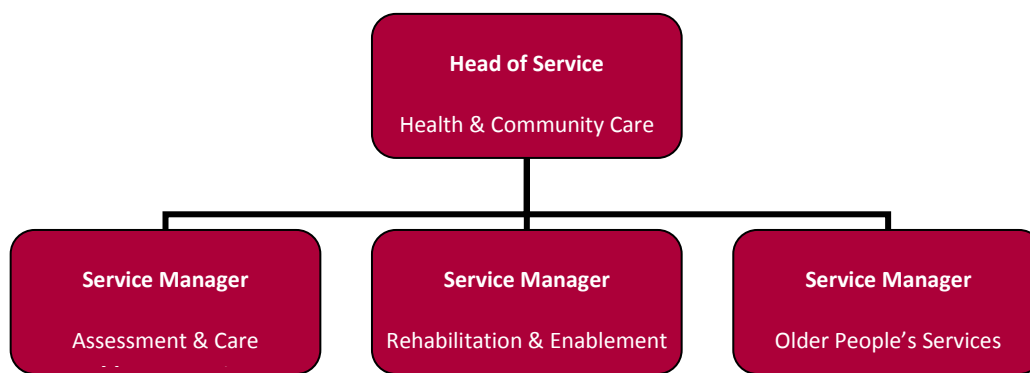 Head of Service
Health & Community Care
Service Manager
Assessment & Care
Service Manager
Rehabilitation & Enablement
Service Manager
Older People’s Services